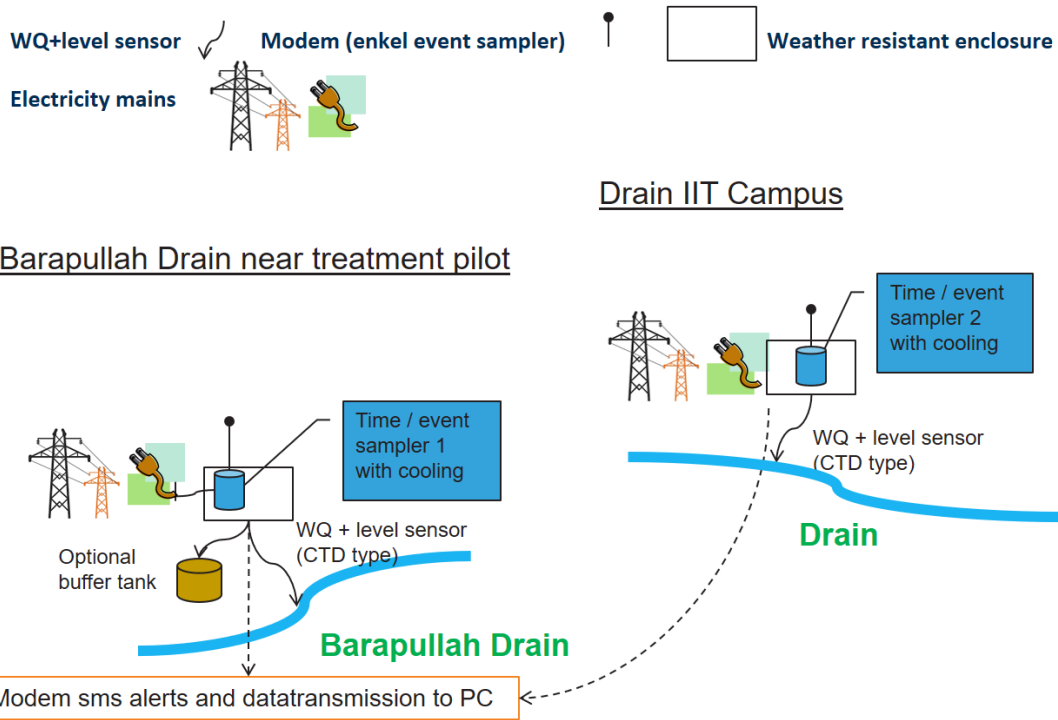 WQ+level sensor
Modem (enkel event sampler)
Weather resistant enclosure
Electricity mains
Drain IIT Campus
Barapullah Drain near treatment pilot
Time / event
sampler 2
with cooling
Time / event
sampler 1
with cooling
WQ + level sensor
(CTD type)
WQ + level sensor
(CTD type)
Optional
buffer tank
Drain
Barapullah Drain
Modem sms alerts and datatransmission to PC